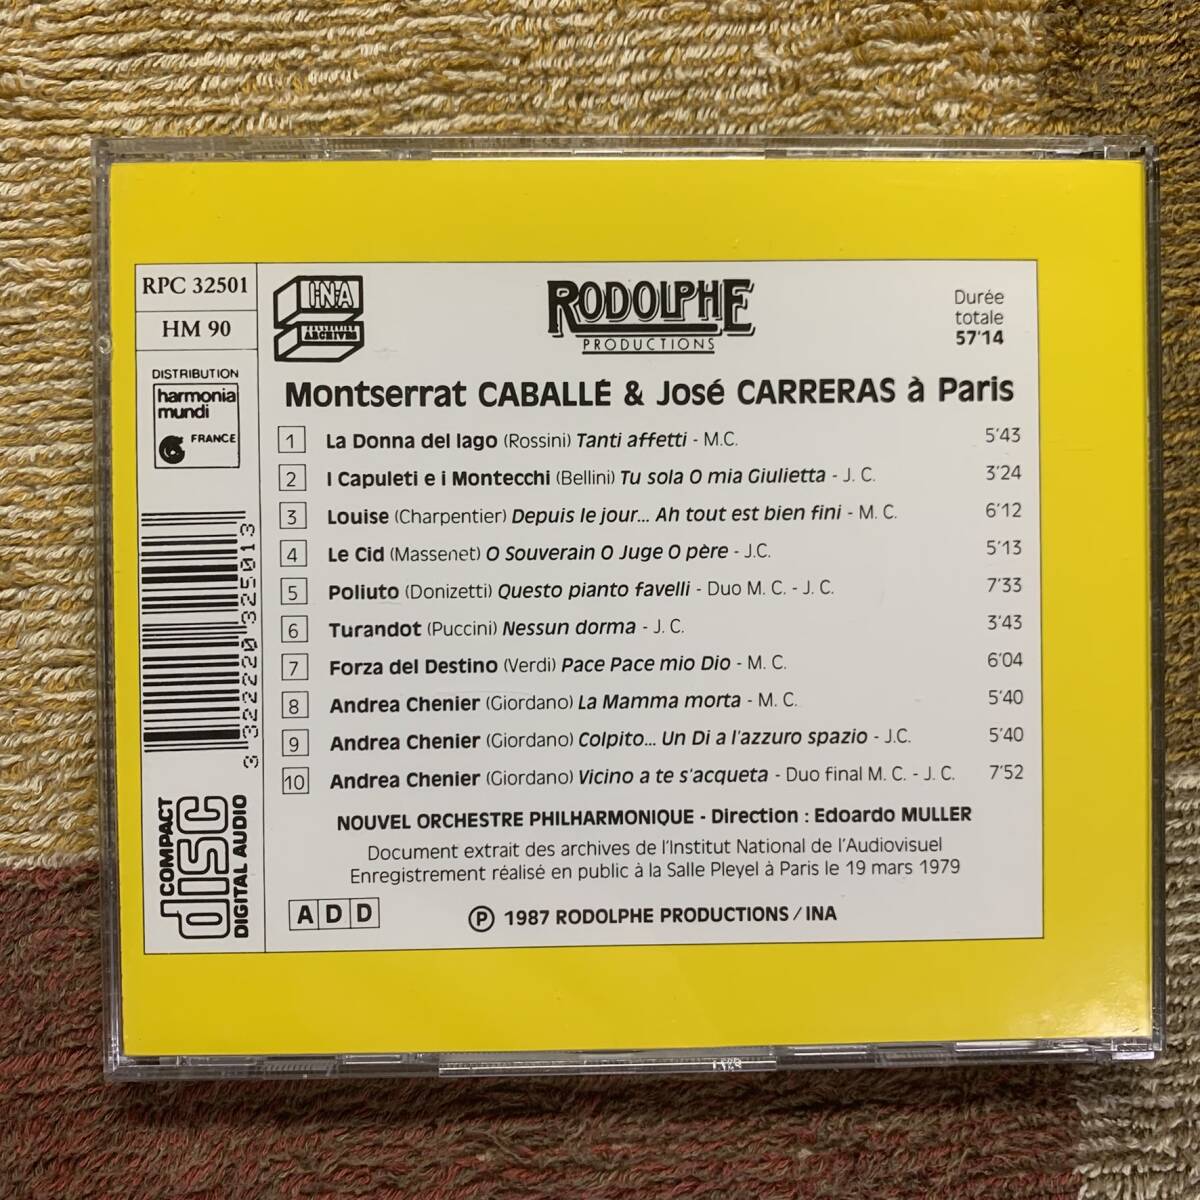 RPC 32501
HM 90
DISTRIBUTION
harmonia
mundi
FRANCE
3 322220 325013
COMPACT
disc
DIGITAL AUDIO
INA
ARCHIVES
RODOLPHE
PRODUCTIONS
Durée
totale
57'14
Montserrat CABALLÉ & José CARRERAS à Paris
1 La Donna del lago (Rossini) Tanti affetti - M.C. 5'43
2 I Capuleti e i Montecchi (Bellini) Tu sola O mia Giulietta - J. C. 3'24
3 Louise (Charpentier) Depuis le jour... Ah tout est bien fini - M. C. 6'12
4 Le Cid (Massenet) O Souverain O Juge O père - J.C. 5'13
5 Poliuto (Donizetti) Questo pianto favelli - Duo M. C. - J. C. 7'33
6 Turandot (Puccini) Nessun dorma - J. C. 3'43
7 Forza del Destino (Verdi) Pace Pace mio Dio - M. C. 6'04
8 Andrea Chenier (Giordano) La Mamma morta - M. C. 5'40
9 Andrea Chenier (Giordano) Colpito... Un Di a l'azzuro spazio - J.C. 5'40
10 Andrea Chenier (Giordano) Vicino a te s'acqueta - Duo final M. C. - J. C. 7'52
NOUVEL ORCHESTRE PHILHARMONIQUE - Direction : Edoardo MULLER
Document extrait des archives de l'Institut National de l'Audiovisuel
Enregistrement réalisé en public à la Salle Pleyel à Paris le 19 mars 1979
A D D
Ⓟ 1987 RODOLPHE PRODUCTIONS / INA